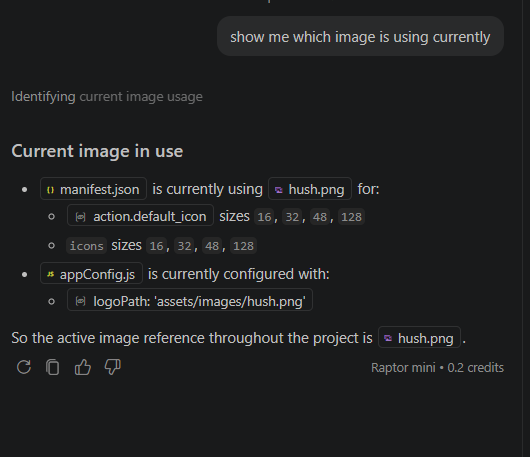 show me which image is using currently
Identifying current image usage
Current image in use
manifest.json is currently using hush.png for:
action.default_icon sizes 16, 32, 48, 128
icons sizes 16, 32, 48, 128
JS appConfig.js is currently configured with:
logoPath: 'assets/images/hush.png'
So the active image reference throughout the project is hush.png.
Raptor mini • 0.2 credits